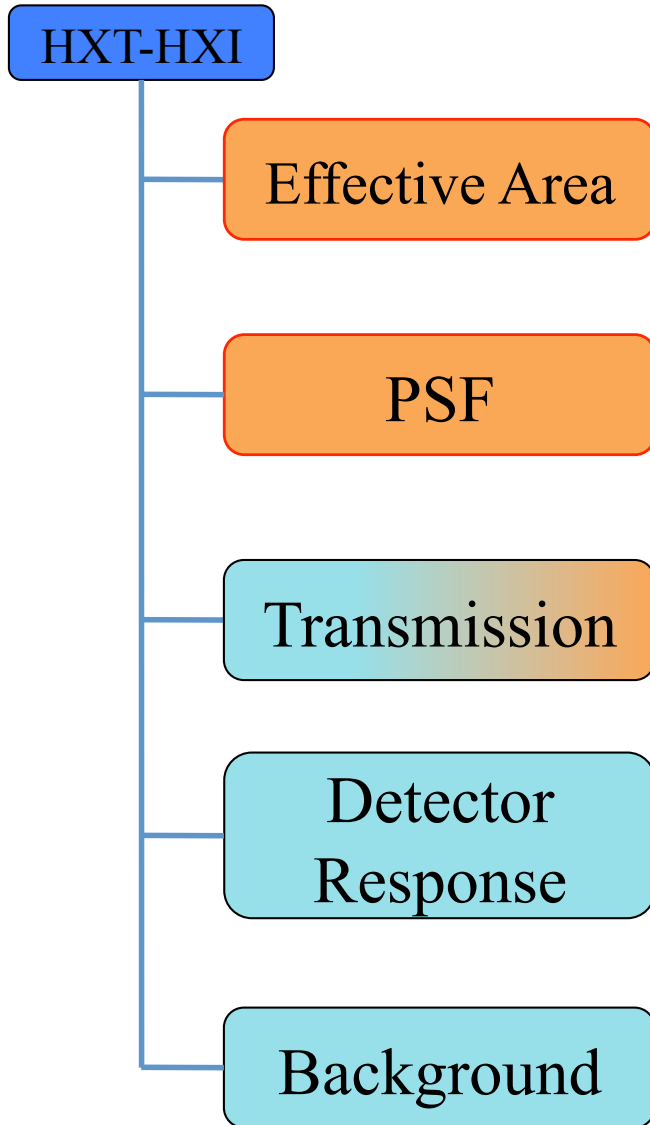 HXT-HXI
Effective Area
PSF
Transmission
Detector
Response
Background